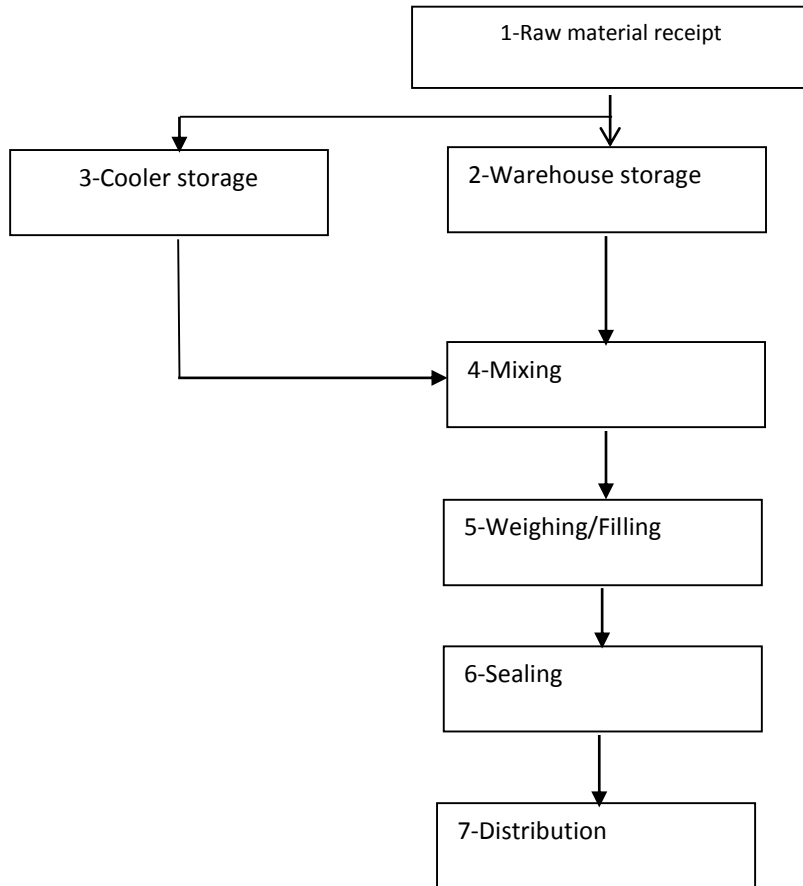 1-Raw material receipt
3-Cooler storage
2-Warehouse storage
4-Mixing
5-Weighing/Filling
6-Sealing
7-Distribution